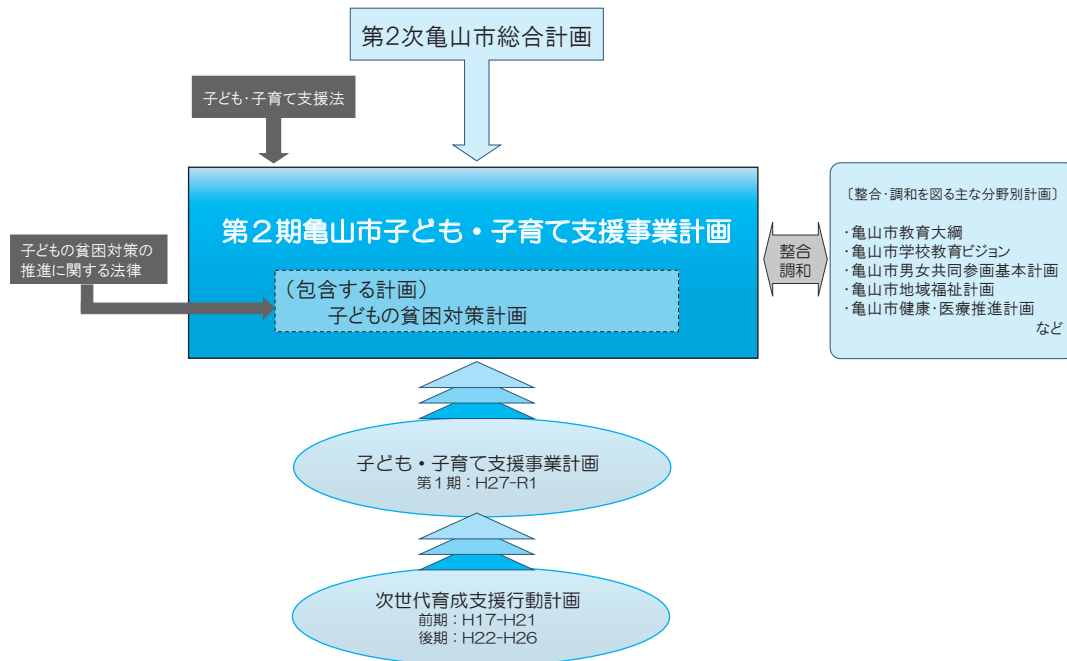 第2次亀山市総合計画
子ども・子育て支援法
第２期亀山市子ども・子育て支援事業計画
子どもの貧困対策の
推進に関する法律
（包含する計画）
子どもの貧困対策計画
整合
調和
〔整合・調和を図る主な分野別計画〕
・亀山市教育大綱
・亀山市学校教育ビジョン
・亀山市男女共同参画基本計画
・亀山市地域福祉計画
・亀山市健康・医療推進計画
など
子ども・子育て支援事業計画
第１期：H27-R1
次世代育成支援行動計画
前期：H17-H21
後期：H22-H26